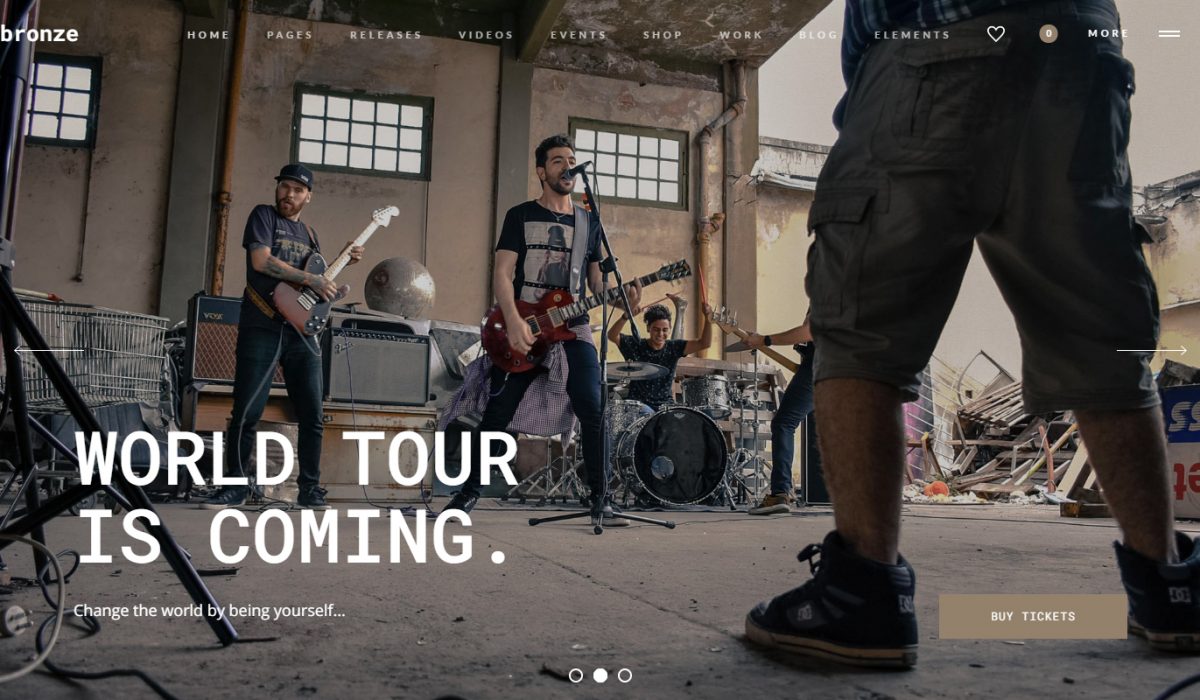 bronze
HOME PAGES RELEASES VIDEOS EVENTS SHOP WORK BLOG ELEMENTS 0 MORE
VOX
WORLD TOUR
IS COMING.
Change the world by being yourself...
BUY TICKETS